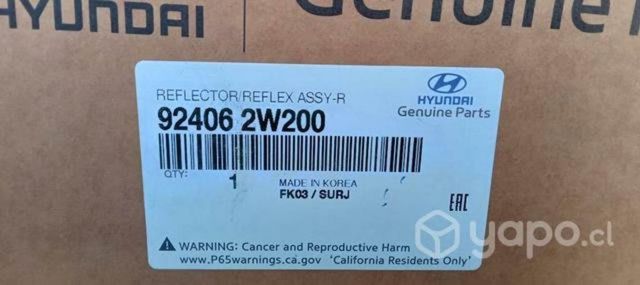 HYUNDAI
Genuine P
REFLECTOR/REFLEX ASSY-R
92406 2W200
HYUNDAI
Genuine Parts
QTY: 1
MADE IN KOREA
FK03 / SURJ
EAC
WARNING: Cancer and Reproductive Harm
www.P65warnings.ca.gov 'California Residents Only'
yapo.cl